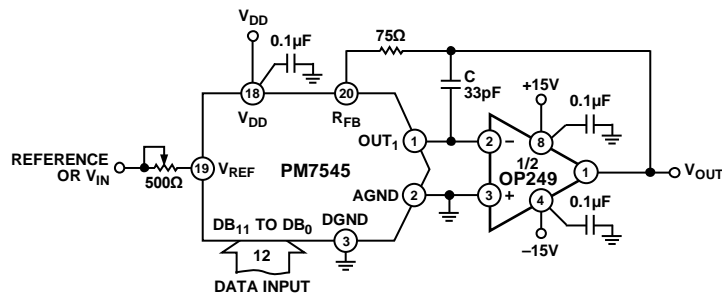 V_DD
0.1µF
75Ω
18
V_DD
20
R_FB
C
33pF
+15V
0.1µF
REFERENCE
OR V_IN
500Ω
19
V_REF
PM7545
OUT_1
1
2
–
8
1/2
OP249
1
V_OUT
AGND
2
3
+
4
0.1µF
–15V
DB_11 TO DB_0
DGND
3
12
DATA INPUT